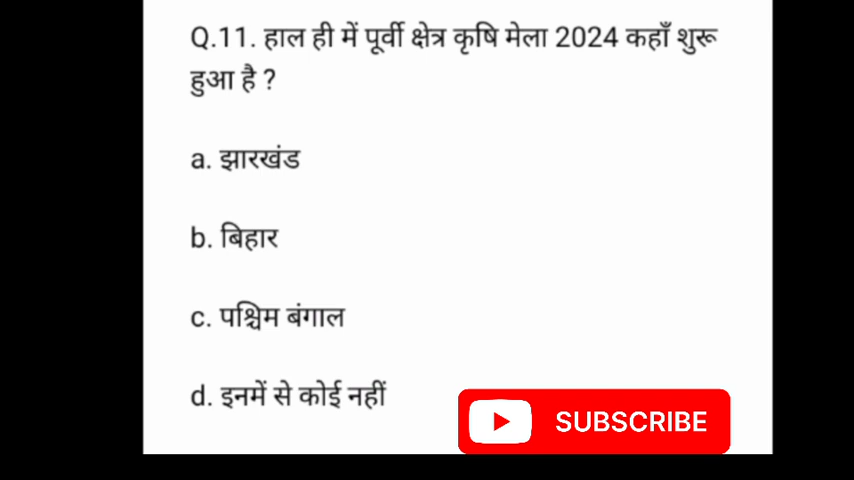 Q.11. हाल ही में पूर्वी क्षेत्र कृषि मेला 2024 कहाँ शुरू
हुआ है ?
a. झारखंड
b. बिहार
c. पश्चिम बंगाल
d. इनमें से कोई नहीं
SUBSCRIBE